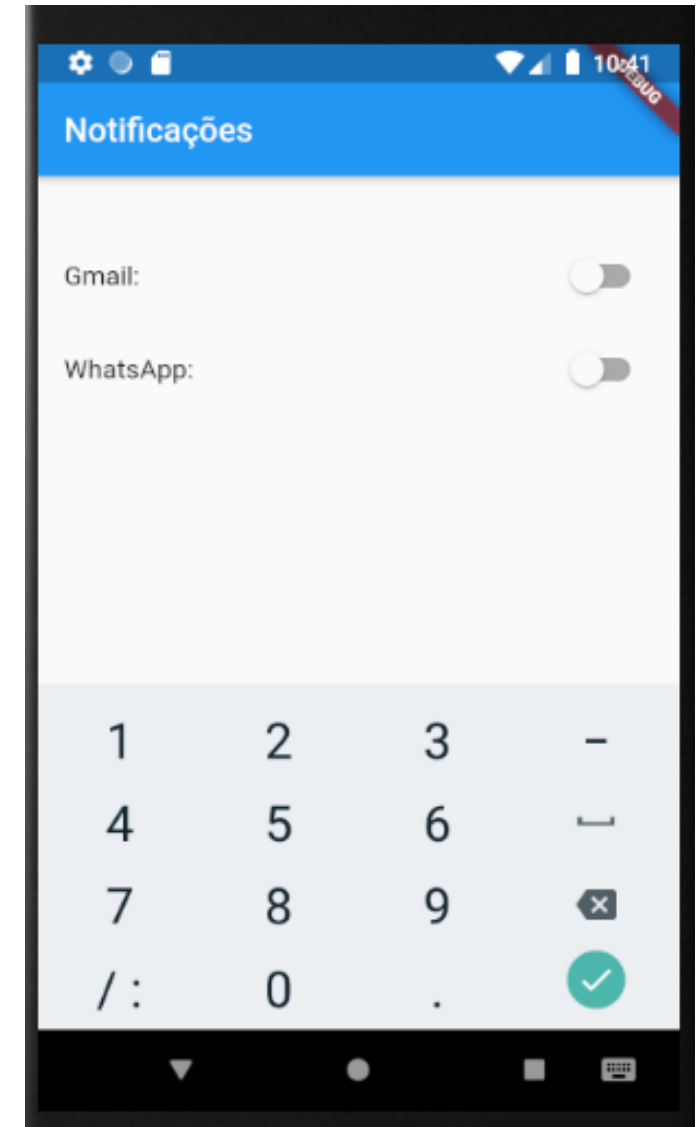 10:41
DEBUG
Notificações
Gmail:
WhatsApp:
1 2 3 -
4 5 6
7 8 9
/ : 0 .